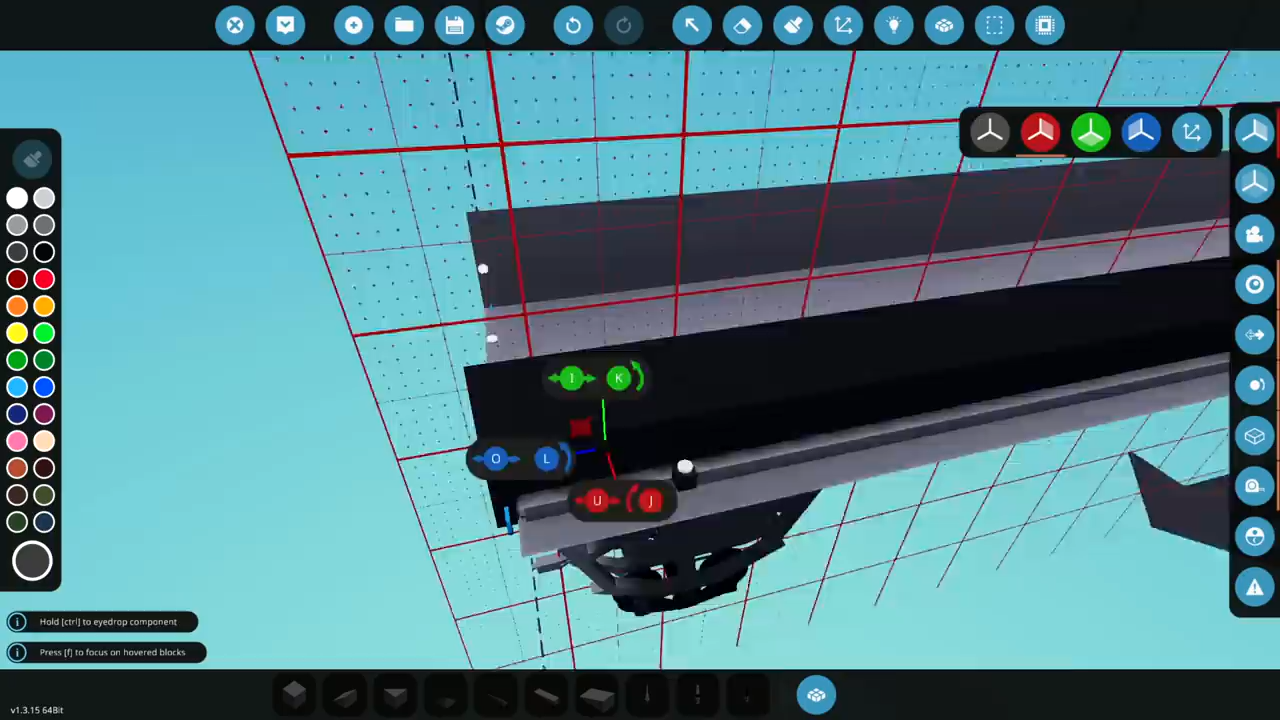 I K
O L
U J
Hold [ctrl] to eyedrop component
Press [f] to focus on hovered blocks
v1.3.15 64Bit